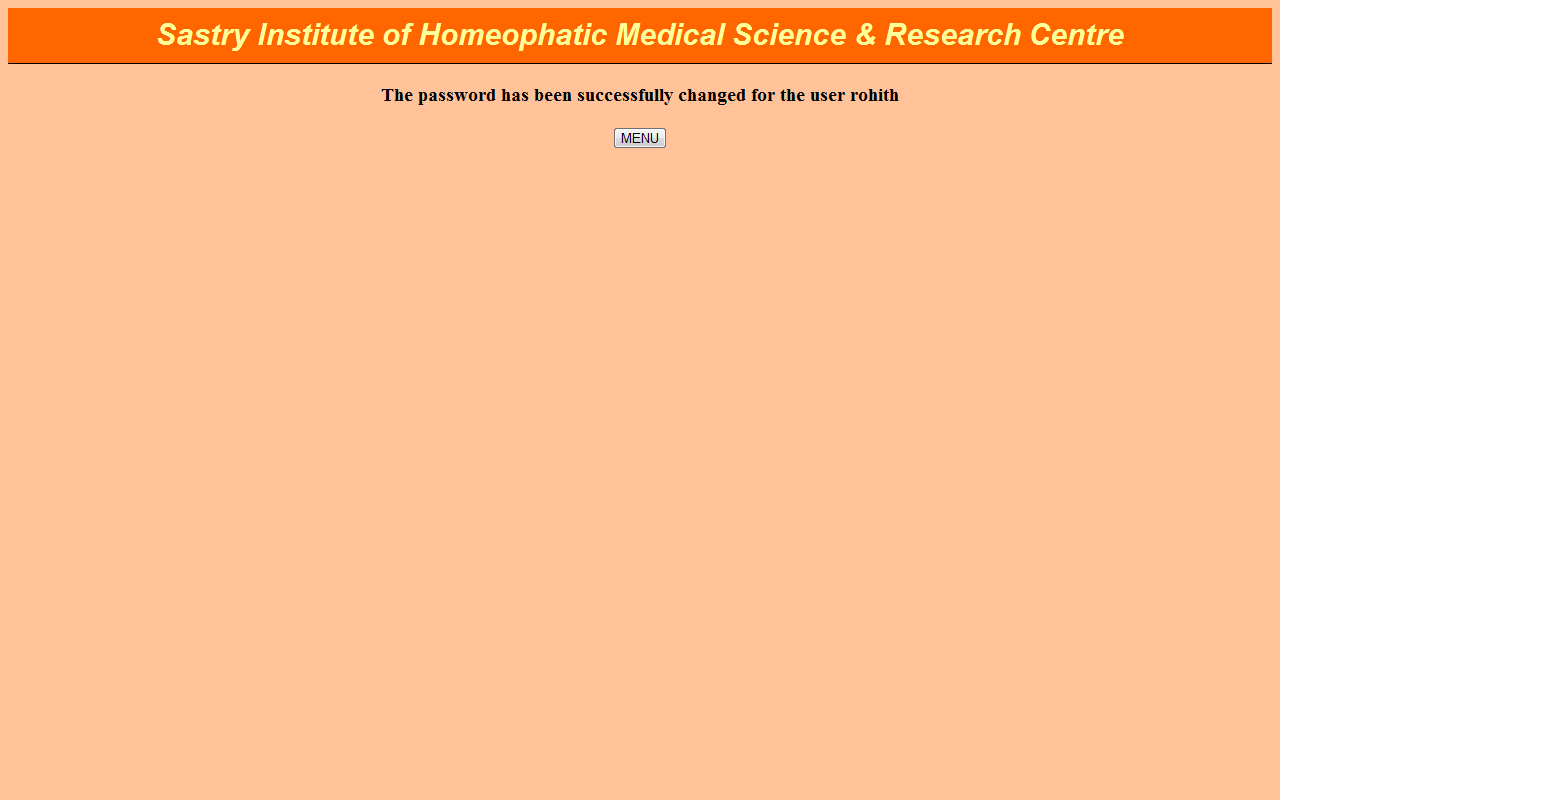 Sastry Institute of Homeophatic Medical Science & Research Centre
The password has been successfully changed for the user rohith
MENU